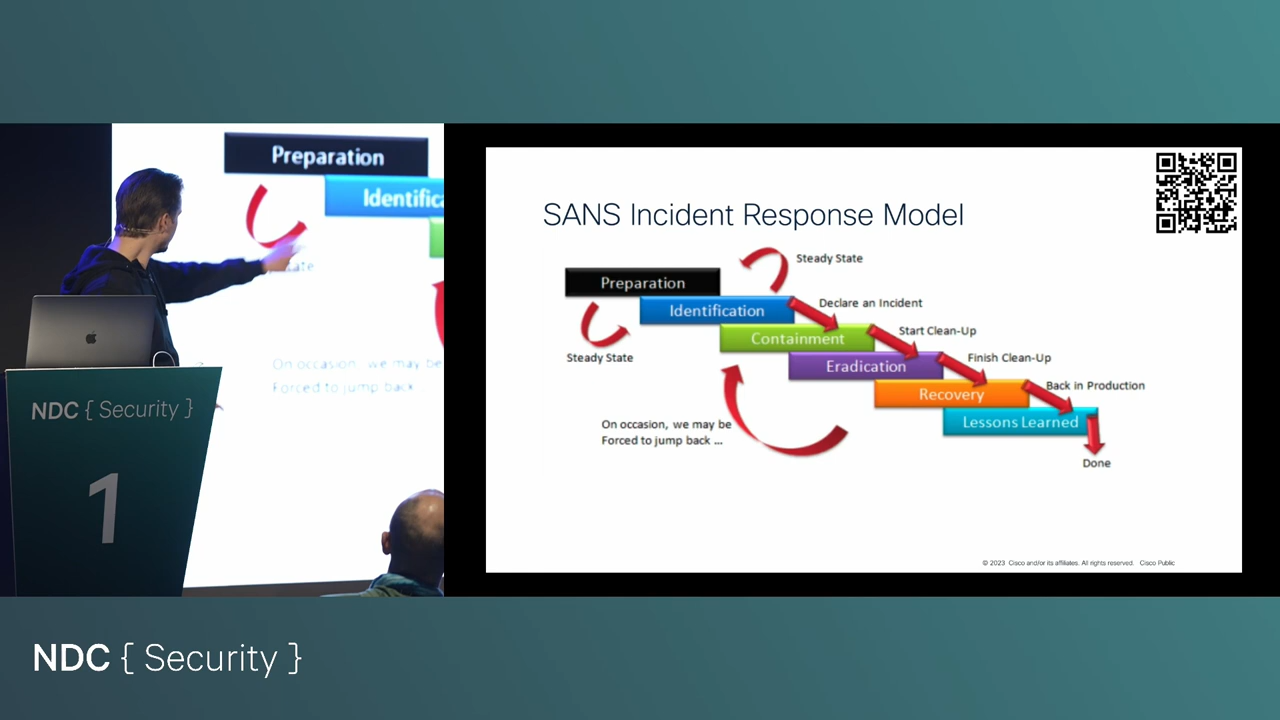 Preparation
Identific
ate
On occasion, we may be
Forced to jump back ..
NDC { Security }
1
SANS Incident Response Model
Steady State
Preparation
Identification
Declare an Incident
Containment
Start Clean-Up
Steady State
Eradication
Finish Clean-Up
Recovery
Back in Production
On occasion, we may be
Forced to jump back ...
Lessons Learned
Done
© 2023 Cisco and/or its affiliates. All rights reserved. Cisco Public
NDC { Security }